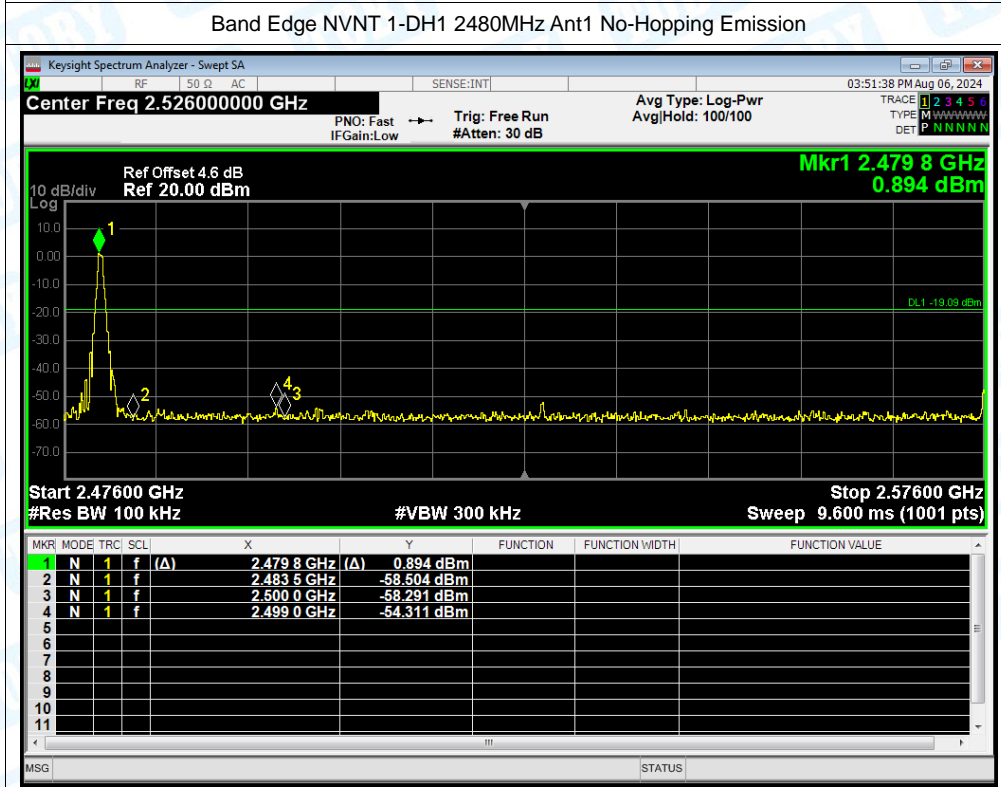 Band Edge NVNT 1-DH1 2480MHz Ant1 No-Hopping Emission
Keysight Spectrum Analyzer - Swept SA
LXI RF 50 Ω AC SENSE:INT 03:51:38 PM Aug 06, 2024
Center Freq 2.526000000 GHz
PNO: Fast
IFGain:Low
Trig: Free Run
#Atten: 30 dB
Avg Type: Log-Pwr
Avg|Hold: 100/100
TRACE 1 2 3 4 5 6
TYPE M W W W W W
DET P N N N N N
Mkr1 2.479 8 GHz
0.894 dBm
Ref Offset 4.6 dB
10 dB/div Ref 20.00 dBm
Log
10.0
0.00
-10.0
-20.0
-30.0
-40.0
-50.0
-60.0
-70.0
1
2
4
3
DL1 -19.09 dBm
Start 2.47600 GHz Stop 2.57600 GHz
#Res BW 100 kHz #VBW 300 kHz Sweep 9.600 ms (1001 pts)
MKR MODE TRC SCL X Y FUNCTION FUNCTION WIDTH FUNCTION VALUE
1 N 1 f (Δ) 2.479 8 GHz (Δ) 0.894 dBm
2 N 1 f 2.483 5 GHz -58.504 dBm
3 N 1 f 2.500 0 GHz -58.291 dBm
4 N 1 f 2.499 0 GHz -54.311 dBm
5
6
7
8
9
10
11
MSG STATUS